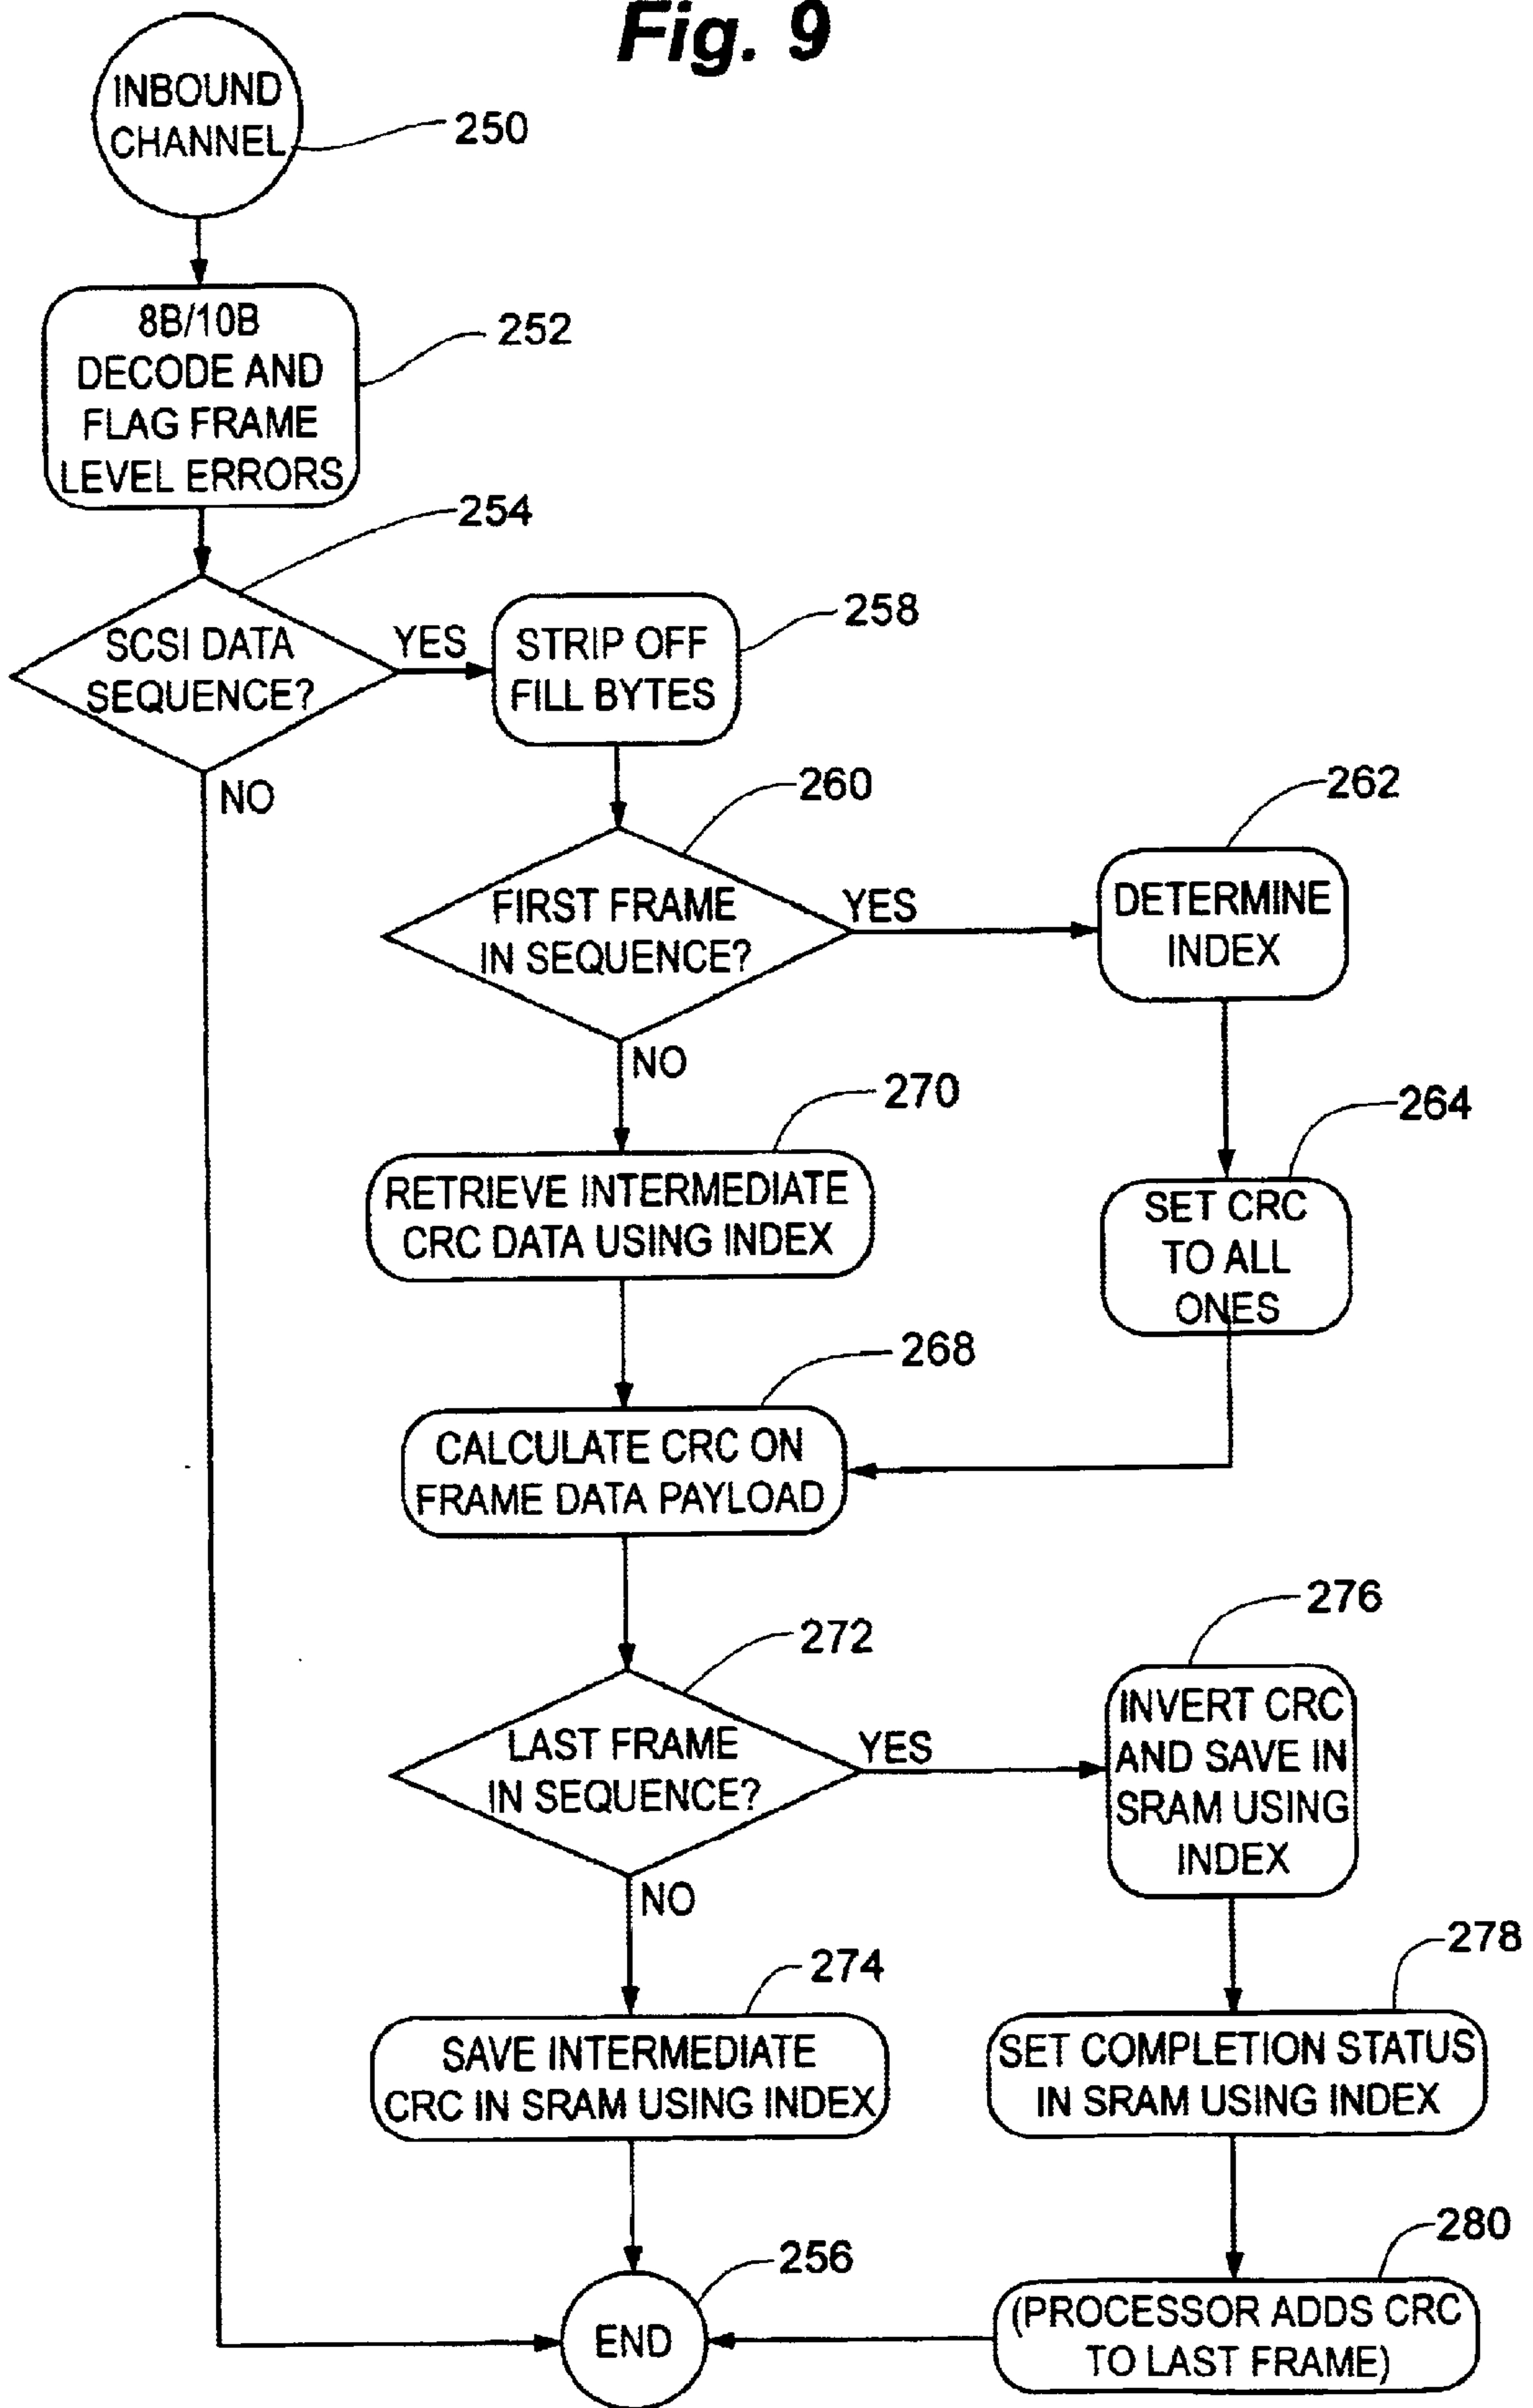 Fig. 9
INBOUND
CHANNEL
250
8B/10B
DECODE AND
FLAG FRAME
LEVEL ERRORS
252
254
SCSI DATA
SEQUENCE?
YES
NO
STRIP OFF
FILL BYTES
258
260
FIRST FRAME
IN SEQUENCE?
YES
NO
262
DETERMINE
INDEX
264
SET CRC
TO ALL
ONES
270
RETRIEVE INTERMEDIATE
CRC DATA USING INDEX
268
CALCULATE CRC ON
FRAME DATA PAYLOAD
272
LAST FRAME
IN SEQUENCE?
YES
NO
276
INVERT CRC
AND SAVE IN
SRAM USING
INDEX
274
SAVE INTERMEDIATE
CRC IN SRAM USING INDEX
278
SET COMPLETION STATUS
IN SRAM USING INDEX
280
(PROCESSOR ADDS CRC
TO LAST FRAME)
256
END